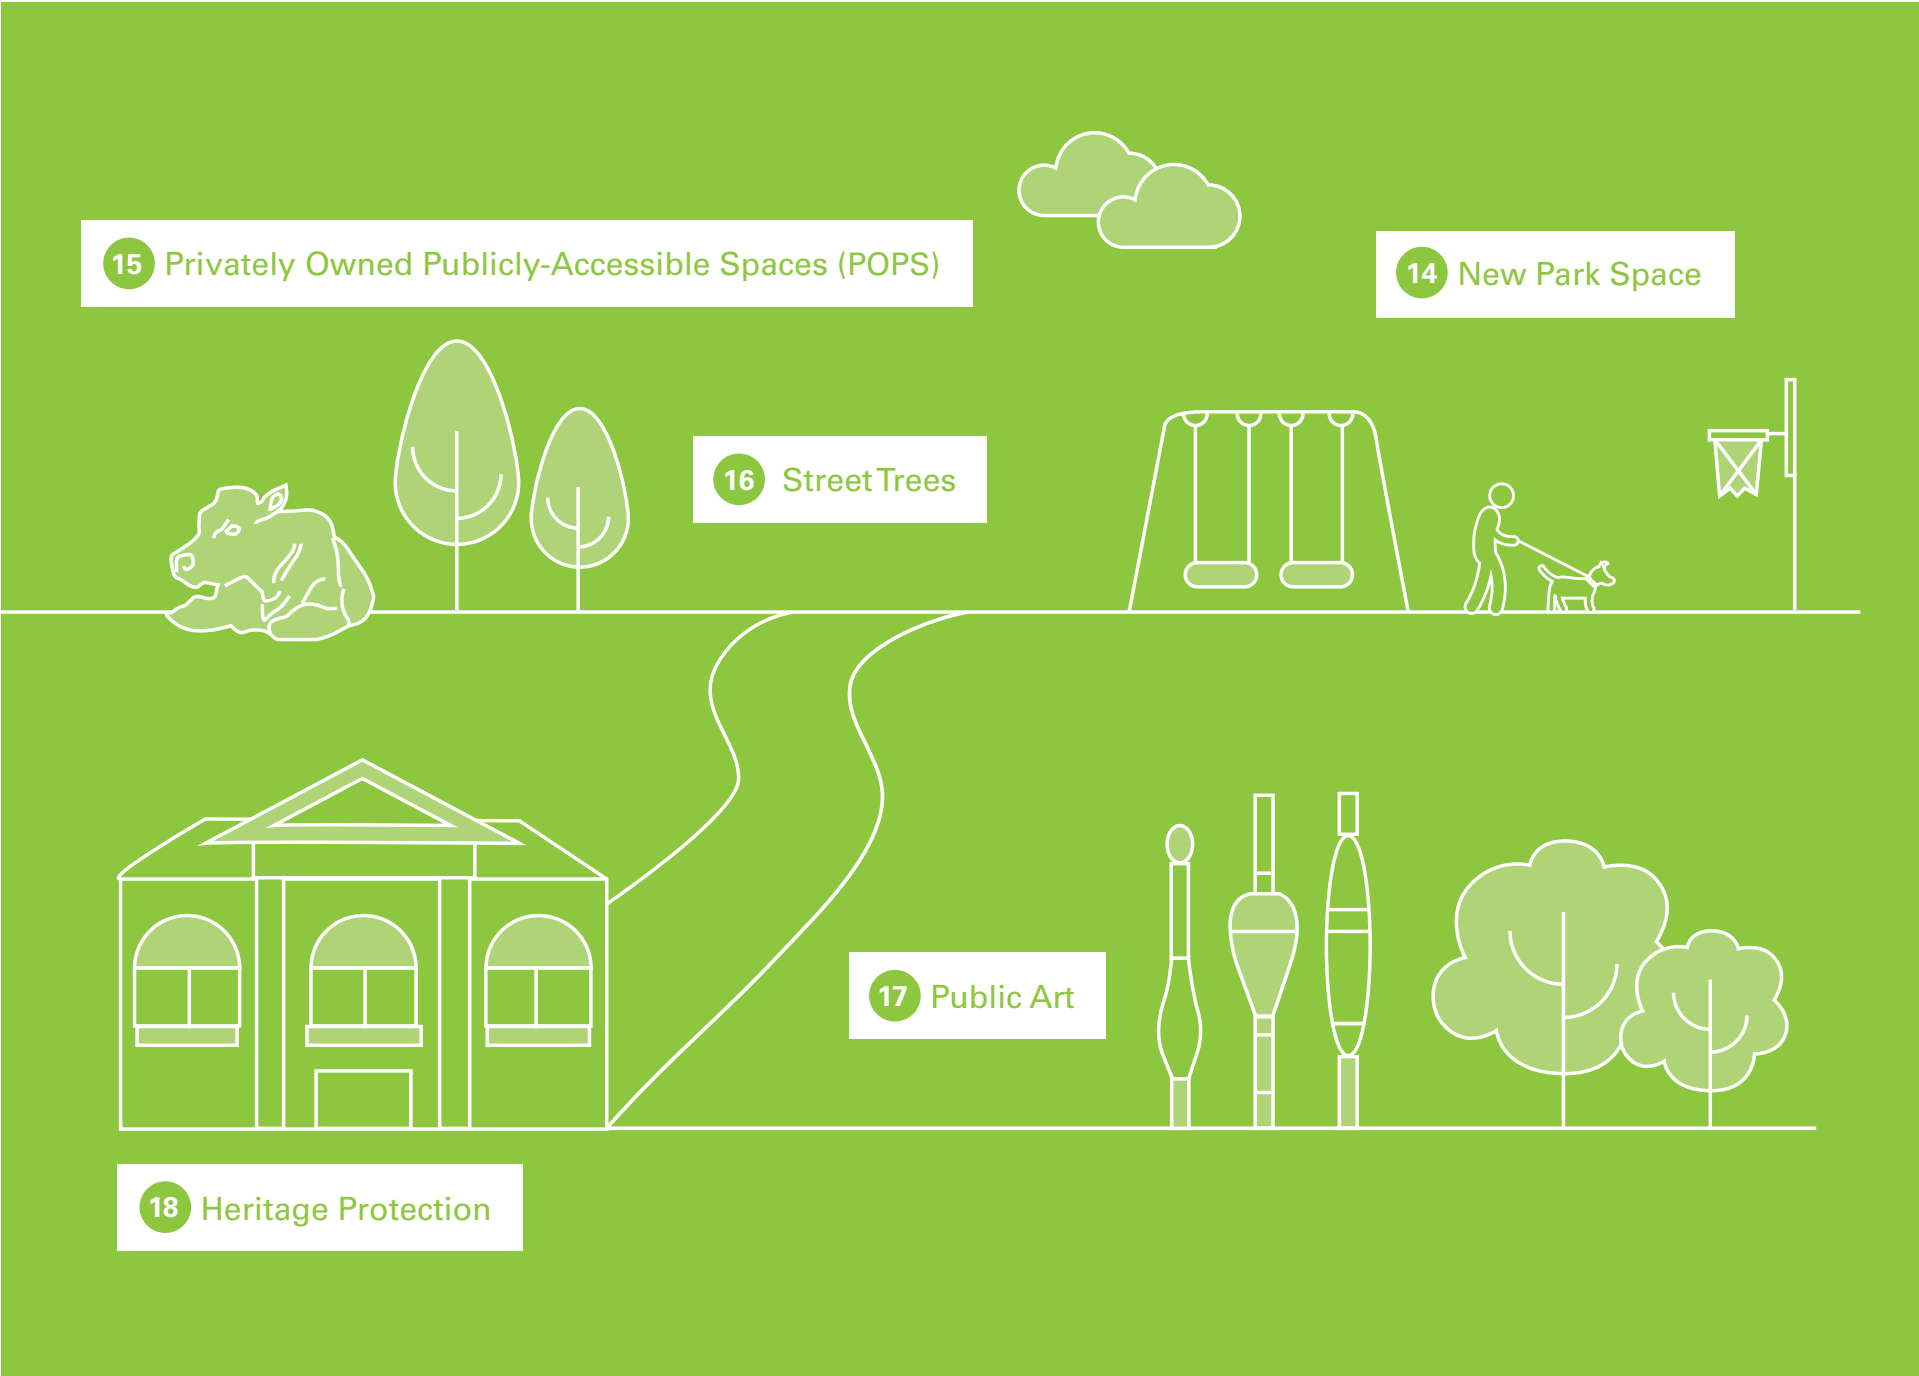 15 Privately Owned Publicly-Accessible Spaces (POPS)
14 New Park Space
16 Street Trees
17 Public Art
18 Heritage Protection